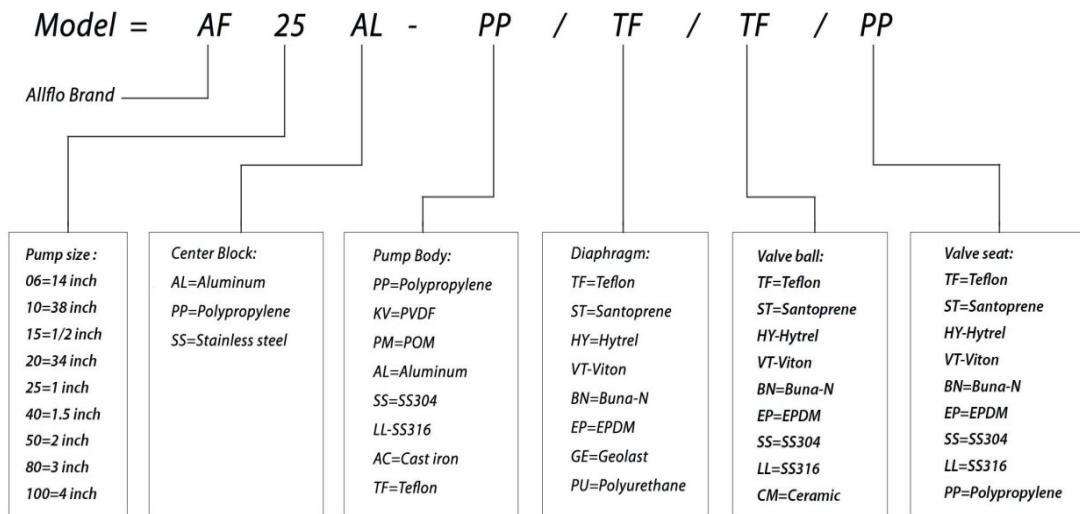 Model = AF 25 AL - PP / TF / TF / PP
Allflo Brand
Pump size :
06=14 inch
10=38 inch
15=1/2 inch
20=34 inch
25=1 inch
40=1.5 inch
50=2 inch
80=3 inch
100=4 inch
Center Block:
AL=Aluminum
PP=Polypropylene
SS=Stainless steel
Pump Body:
PP=Polypropylene
KV=PVDF
PM=POM
AL=Aluminum
SS=SS304
LL-SS316
AC=Cast iron
TF=Teflon
Diaphragm:
TF=Teflon
ST=Santoprene
HY=Hytrel
VT-Viton
BN=Buna-N
EP=EPDM
GE=Geolast
PU=Polyurethane
Valve ball:
TF=Teflon
ST=Santoprene
HY-Hytrel
VT-Viton
BN=Buna-N
EP=EPDM
SS=SS304
LL=SS316
CM=Ceramic
Valve seat:
TF=Teflon
ST=Santoprene
HY-Hytrel
VT-Viton
BN=Buna-N
EP=EPDM
SS=SS304
LL=SS316
PP=Polypropylene